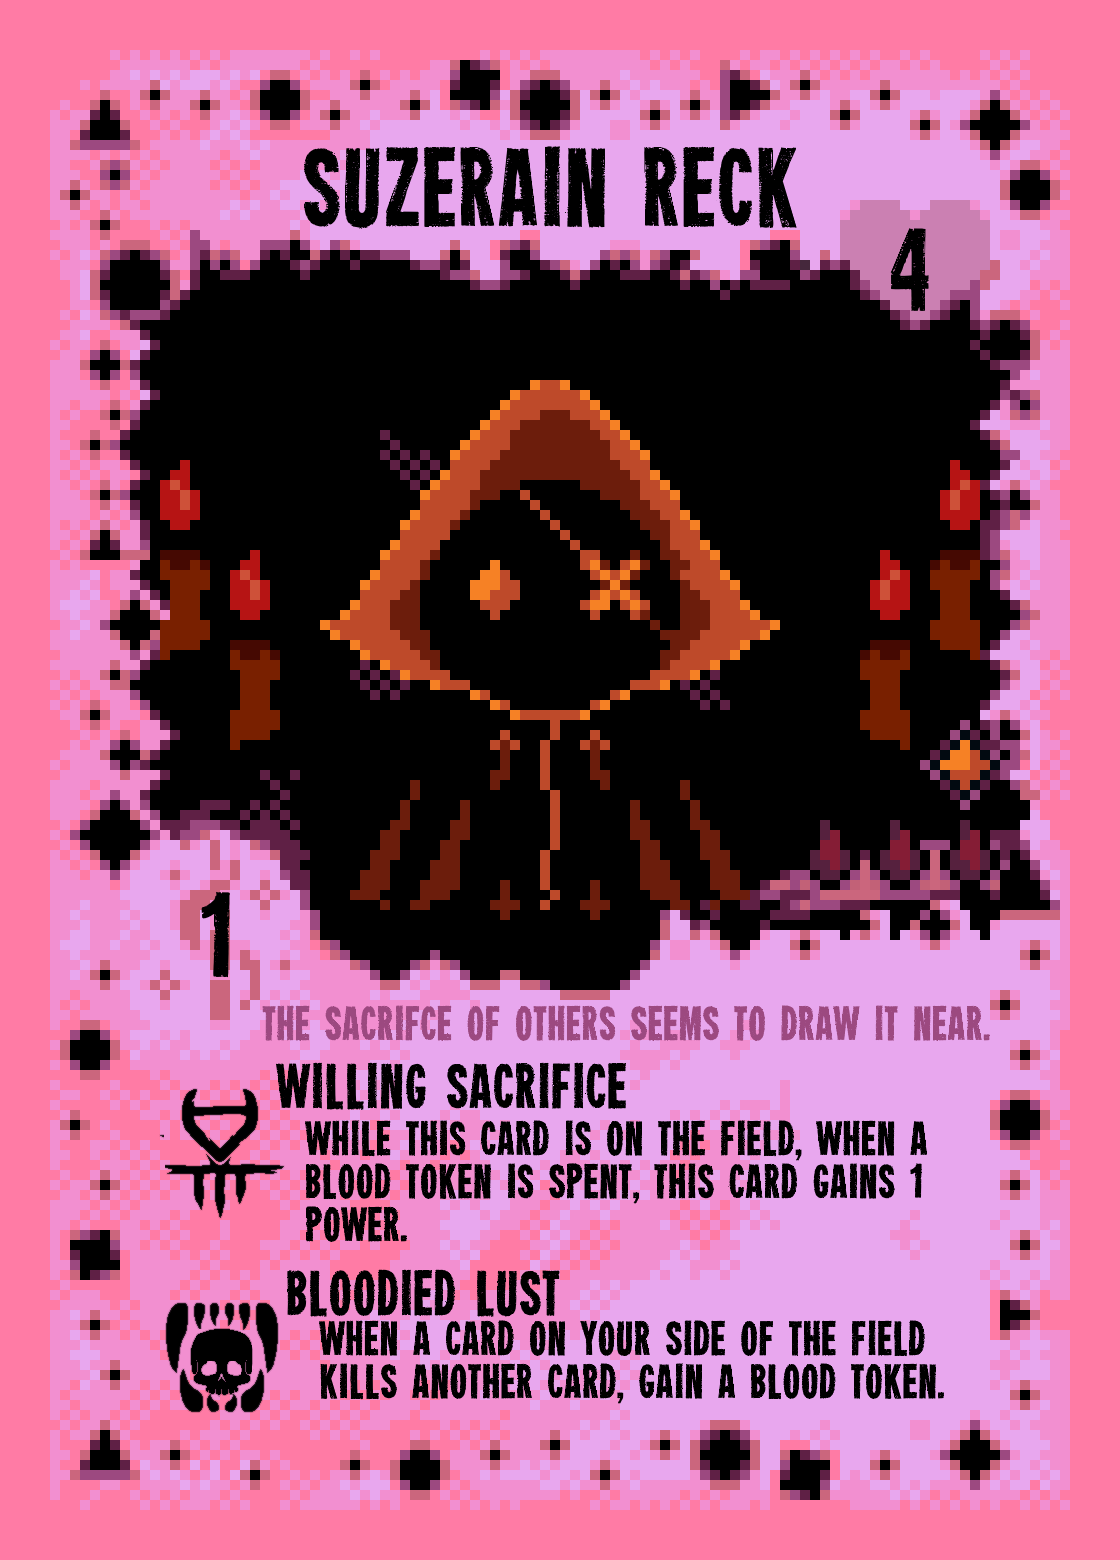 SUZERAIN RECK
4
1
THE SACRIFCE OF OTHERS SEEMS TO DRAW IT NEAR.
WILLING SACRIFICE
WHILE THIS CARD IS ON THE FIELD, WHEN A
BLOOD TOKEN IS SPENT, THIS CARD GAINS 1
POWER.
BLOODIED LUST
WHEN A CARD ON YOUR SIDE OF THE FIELD
KILLS ANOTHER CARD, GAIN A BLOOD TOKEN.